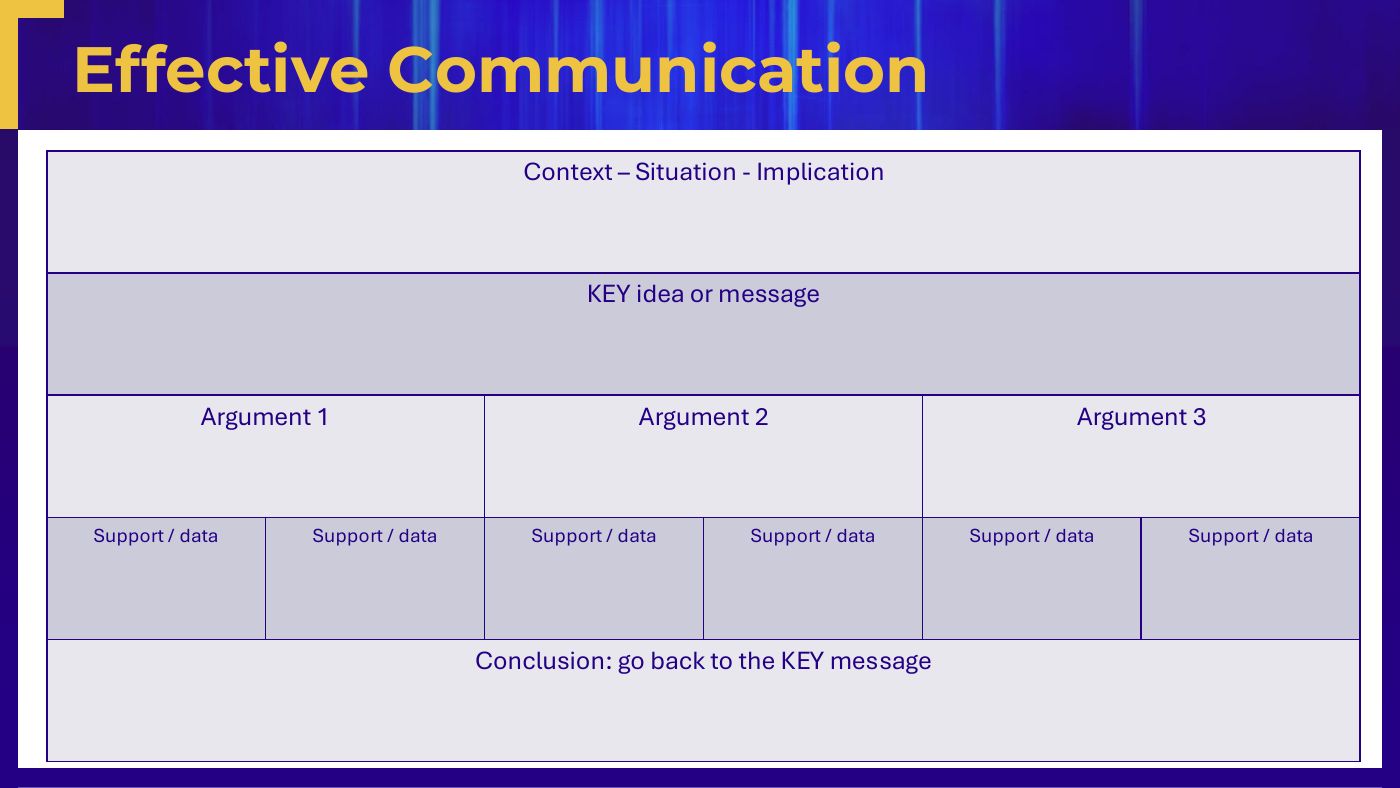 Effective Communication
Context – Situation - Implication
KEY idea or message
Argument 1
Argument 2
Argument 3
Support / data
Support / data
Support / data
Support / data
Support / data
Support / data
Conclusion: go back to the KEY message